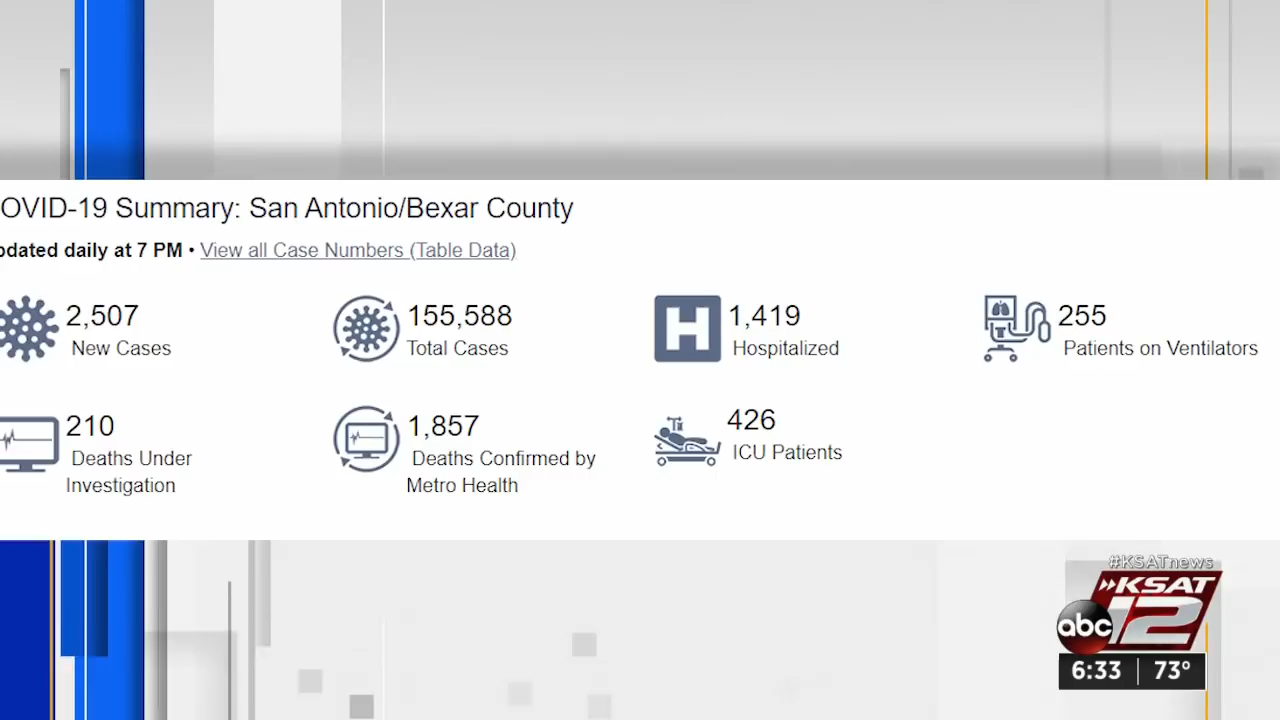 OVID-19 Summary: San Antonio/Bexar County
pdated daily at 7 PM • View all Case Numbers (Table Data)
2,507
New Cases
155,588
Total Cases
1,419
Hospitalized
255
Patients on Ventilators
210
Deaths Under
Investigation
1,857
Deaths Confirmed by
Metro Health
426
ICU Patients
#KSATnews
KSAT
abc 12
6:33 73°